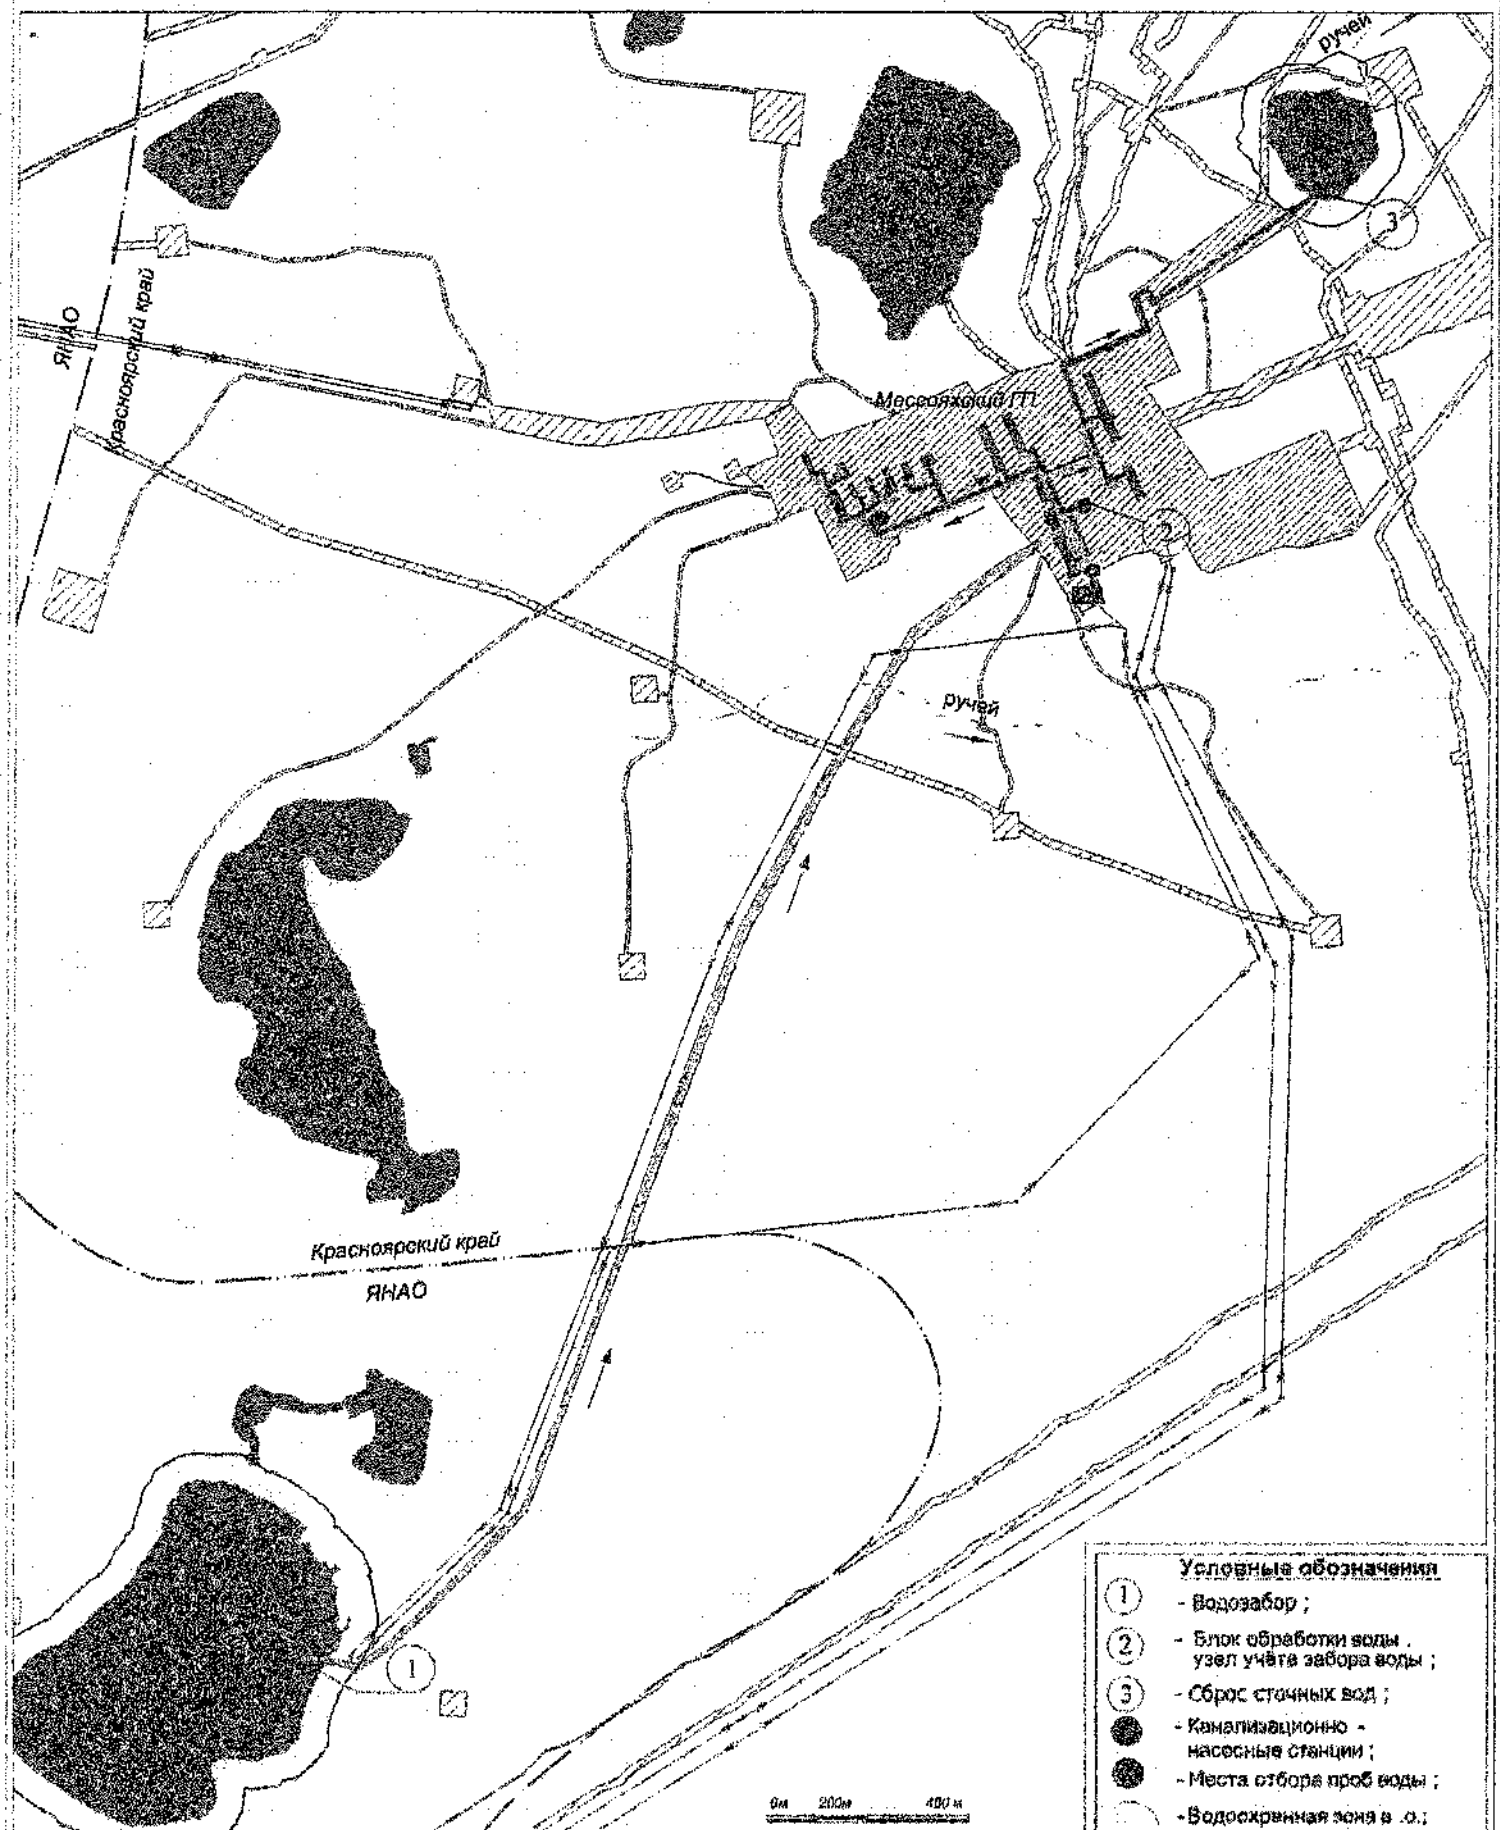 ручей
3
ЯНАО
Красноярский край
Мессояхский ГП
2
ручей
Красноярский край
ЯНАО
1
0м 200м 400 м
Условные обозначения
1 - Водозабор ;
2 - Блок обработки воды .
узел учёта забора воды ;
3 - Сброс сточных вод ;
- Канализационно -
насосные станции ;
- Места отбора проб воды ;
- Водоохранная зона в .о.;